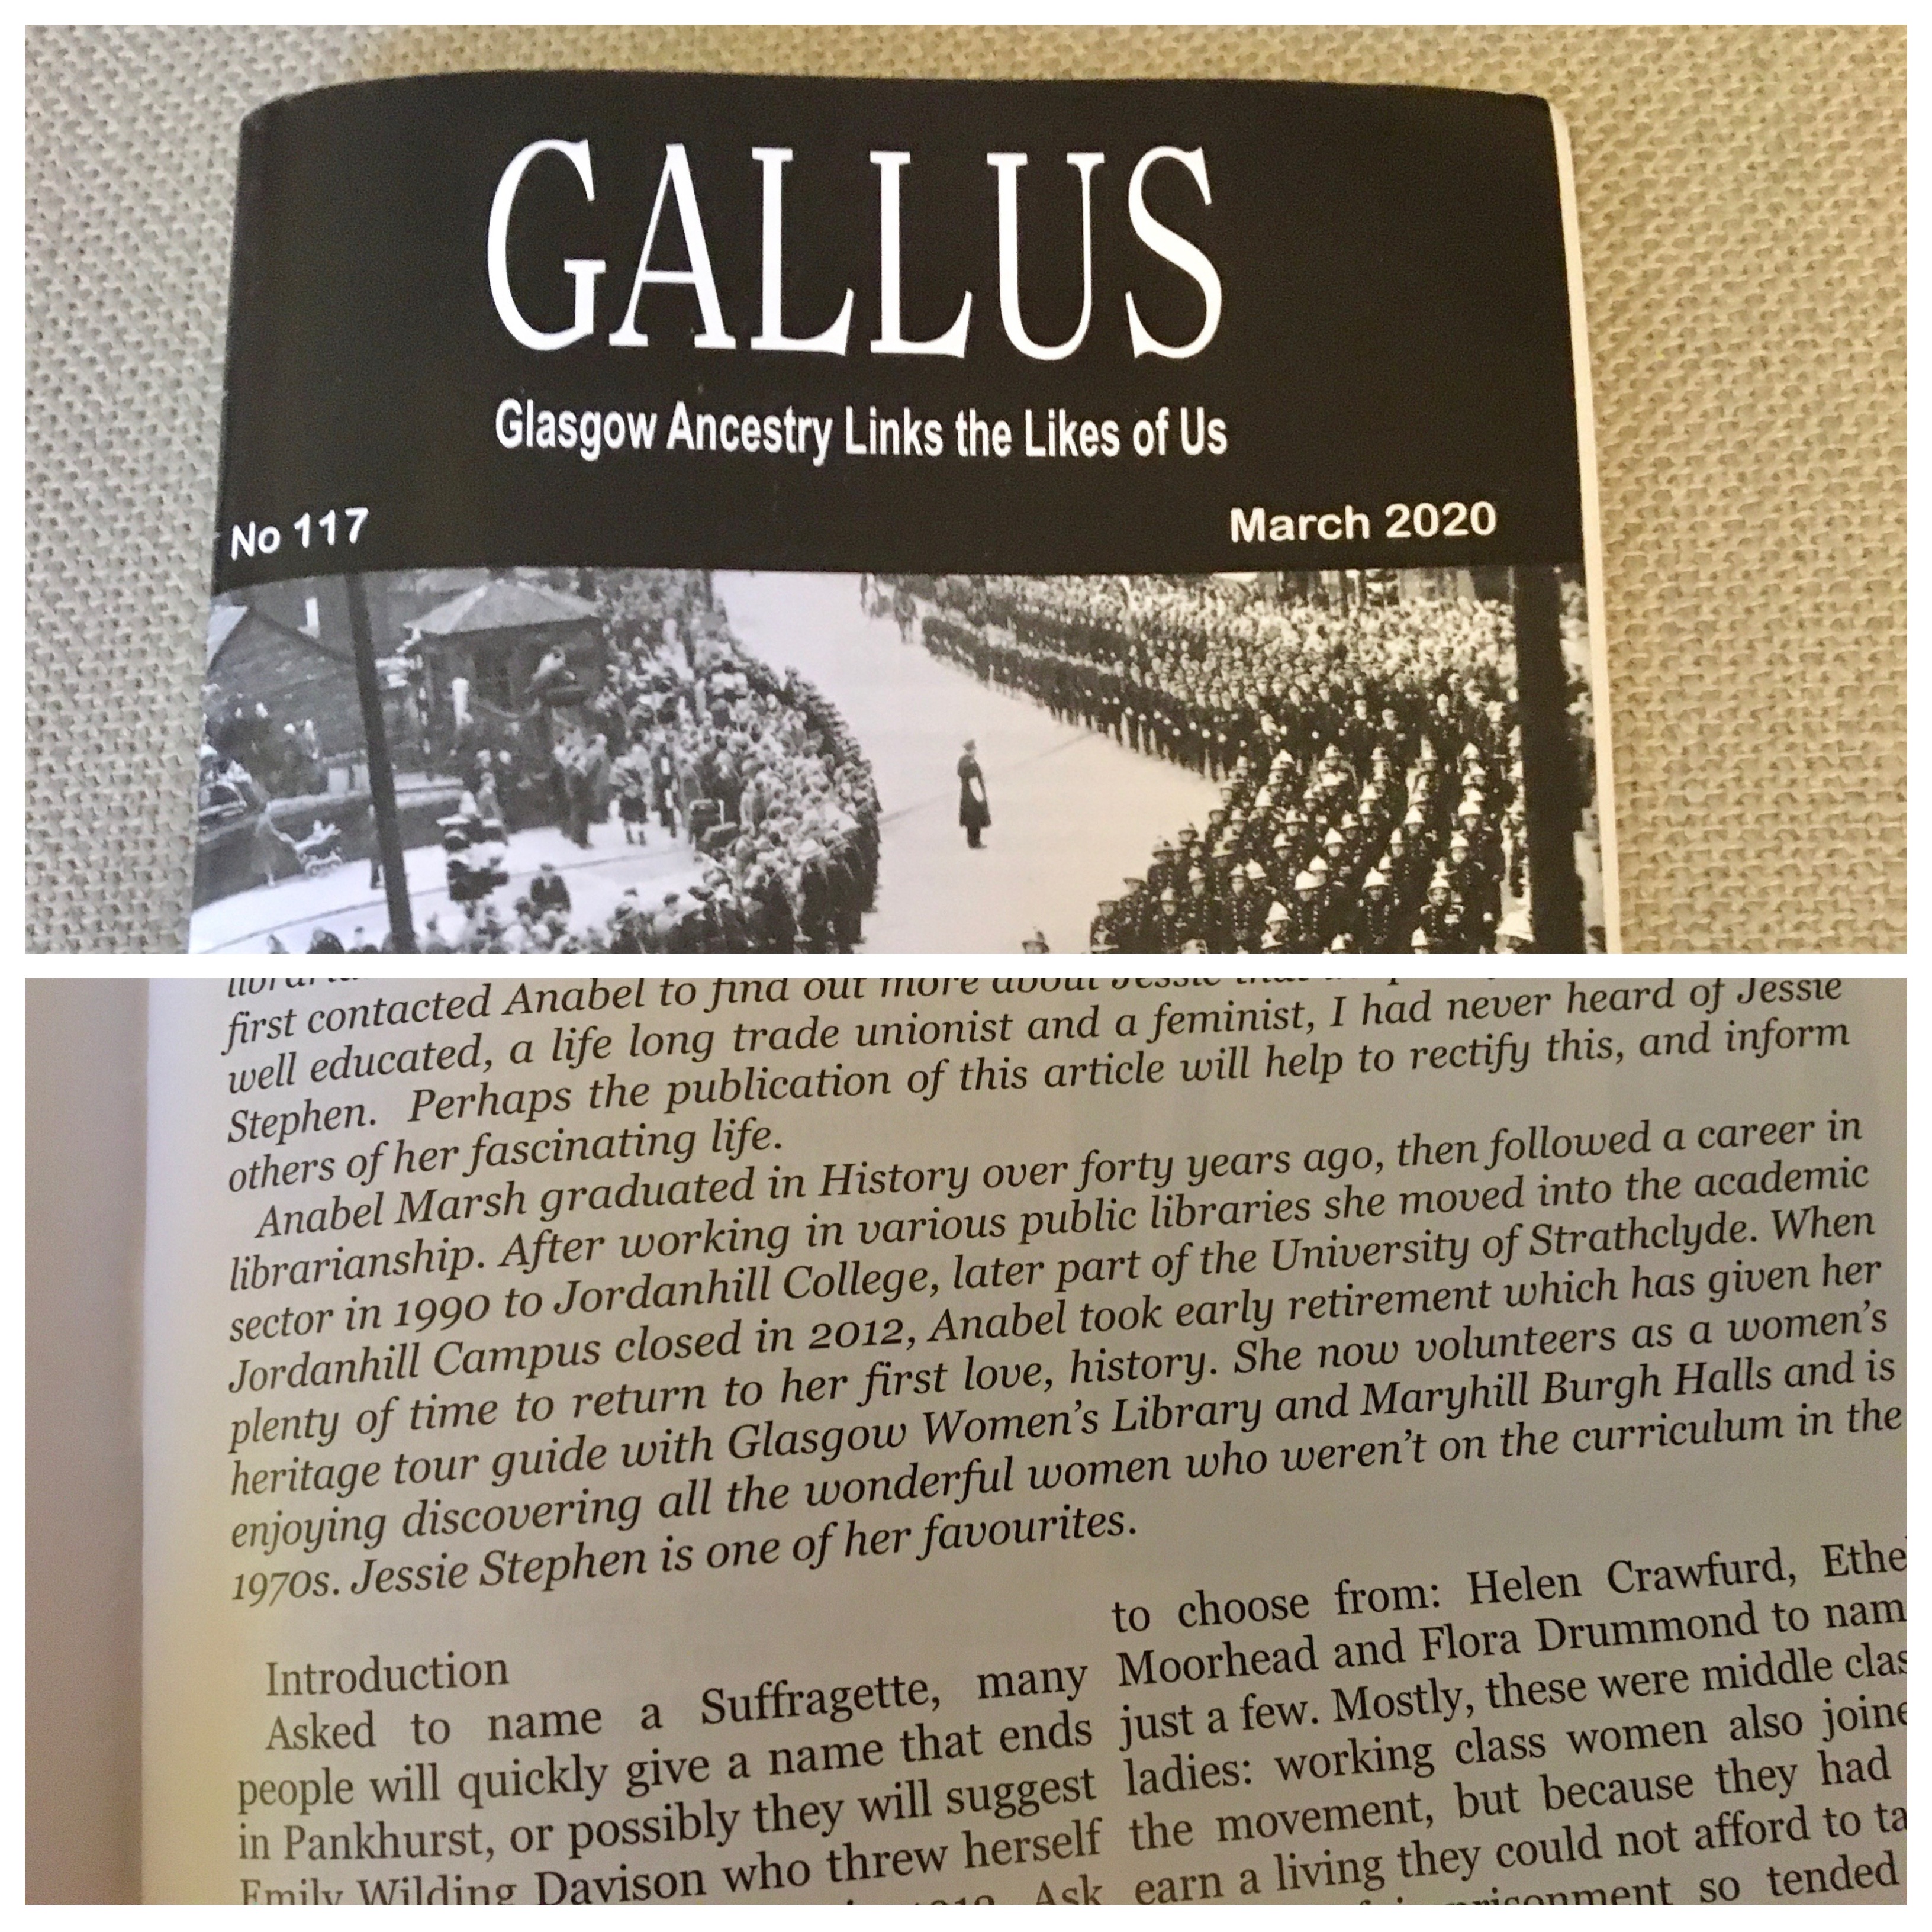 GALLUS
Glasgow Ancestry Links the Likes of Us
No 117
March 2020
first contacted Anabel to find out more about Jessie
well educated, a life long trade unionist and a feminist, I had never heard of Jessie
Stephen. Perhaps the publication of this article will help to rectify this, and inform
others of her fascinating life.
Anabel Marsh graduated in History over forty years ago, then followed a career in
librarianship. After working in various public libraries she moved into the academic
sector in 1990 to Jordanhill College, later part of the University of Strathclyde. When
Jordanhill Campus closed in 2012, Anabel took early retirement which has given her
plenty of time to return to her first love, history. She now volunteers as a women's
heritage tour guide with Glasgow Women's Library and Maryhill Burgh Halls and is
enjoying discovering all the wonderful women who weren't on the curriculum in the
1970s. Jessie Stephen is one of her favourites.
Introduction
Asked to name a Suffragette, many
people will quickly give a name that ends
in Pankhurst, or possibly they will suggest
Emily Wilding Davison who threw herself
Ask
to choose from: Helen Crawfurd, Ethe
Moorhead and Flora Drummond to nam
just a few. Mostly, these were middle clas
ladies: working class women also joine
the movement, but because they had
earn a living they could not afford to ta
so tended